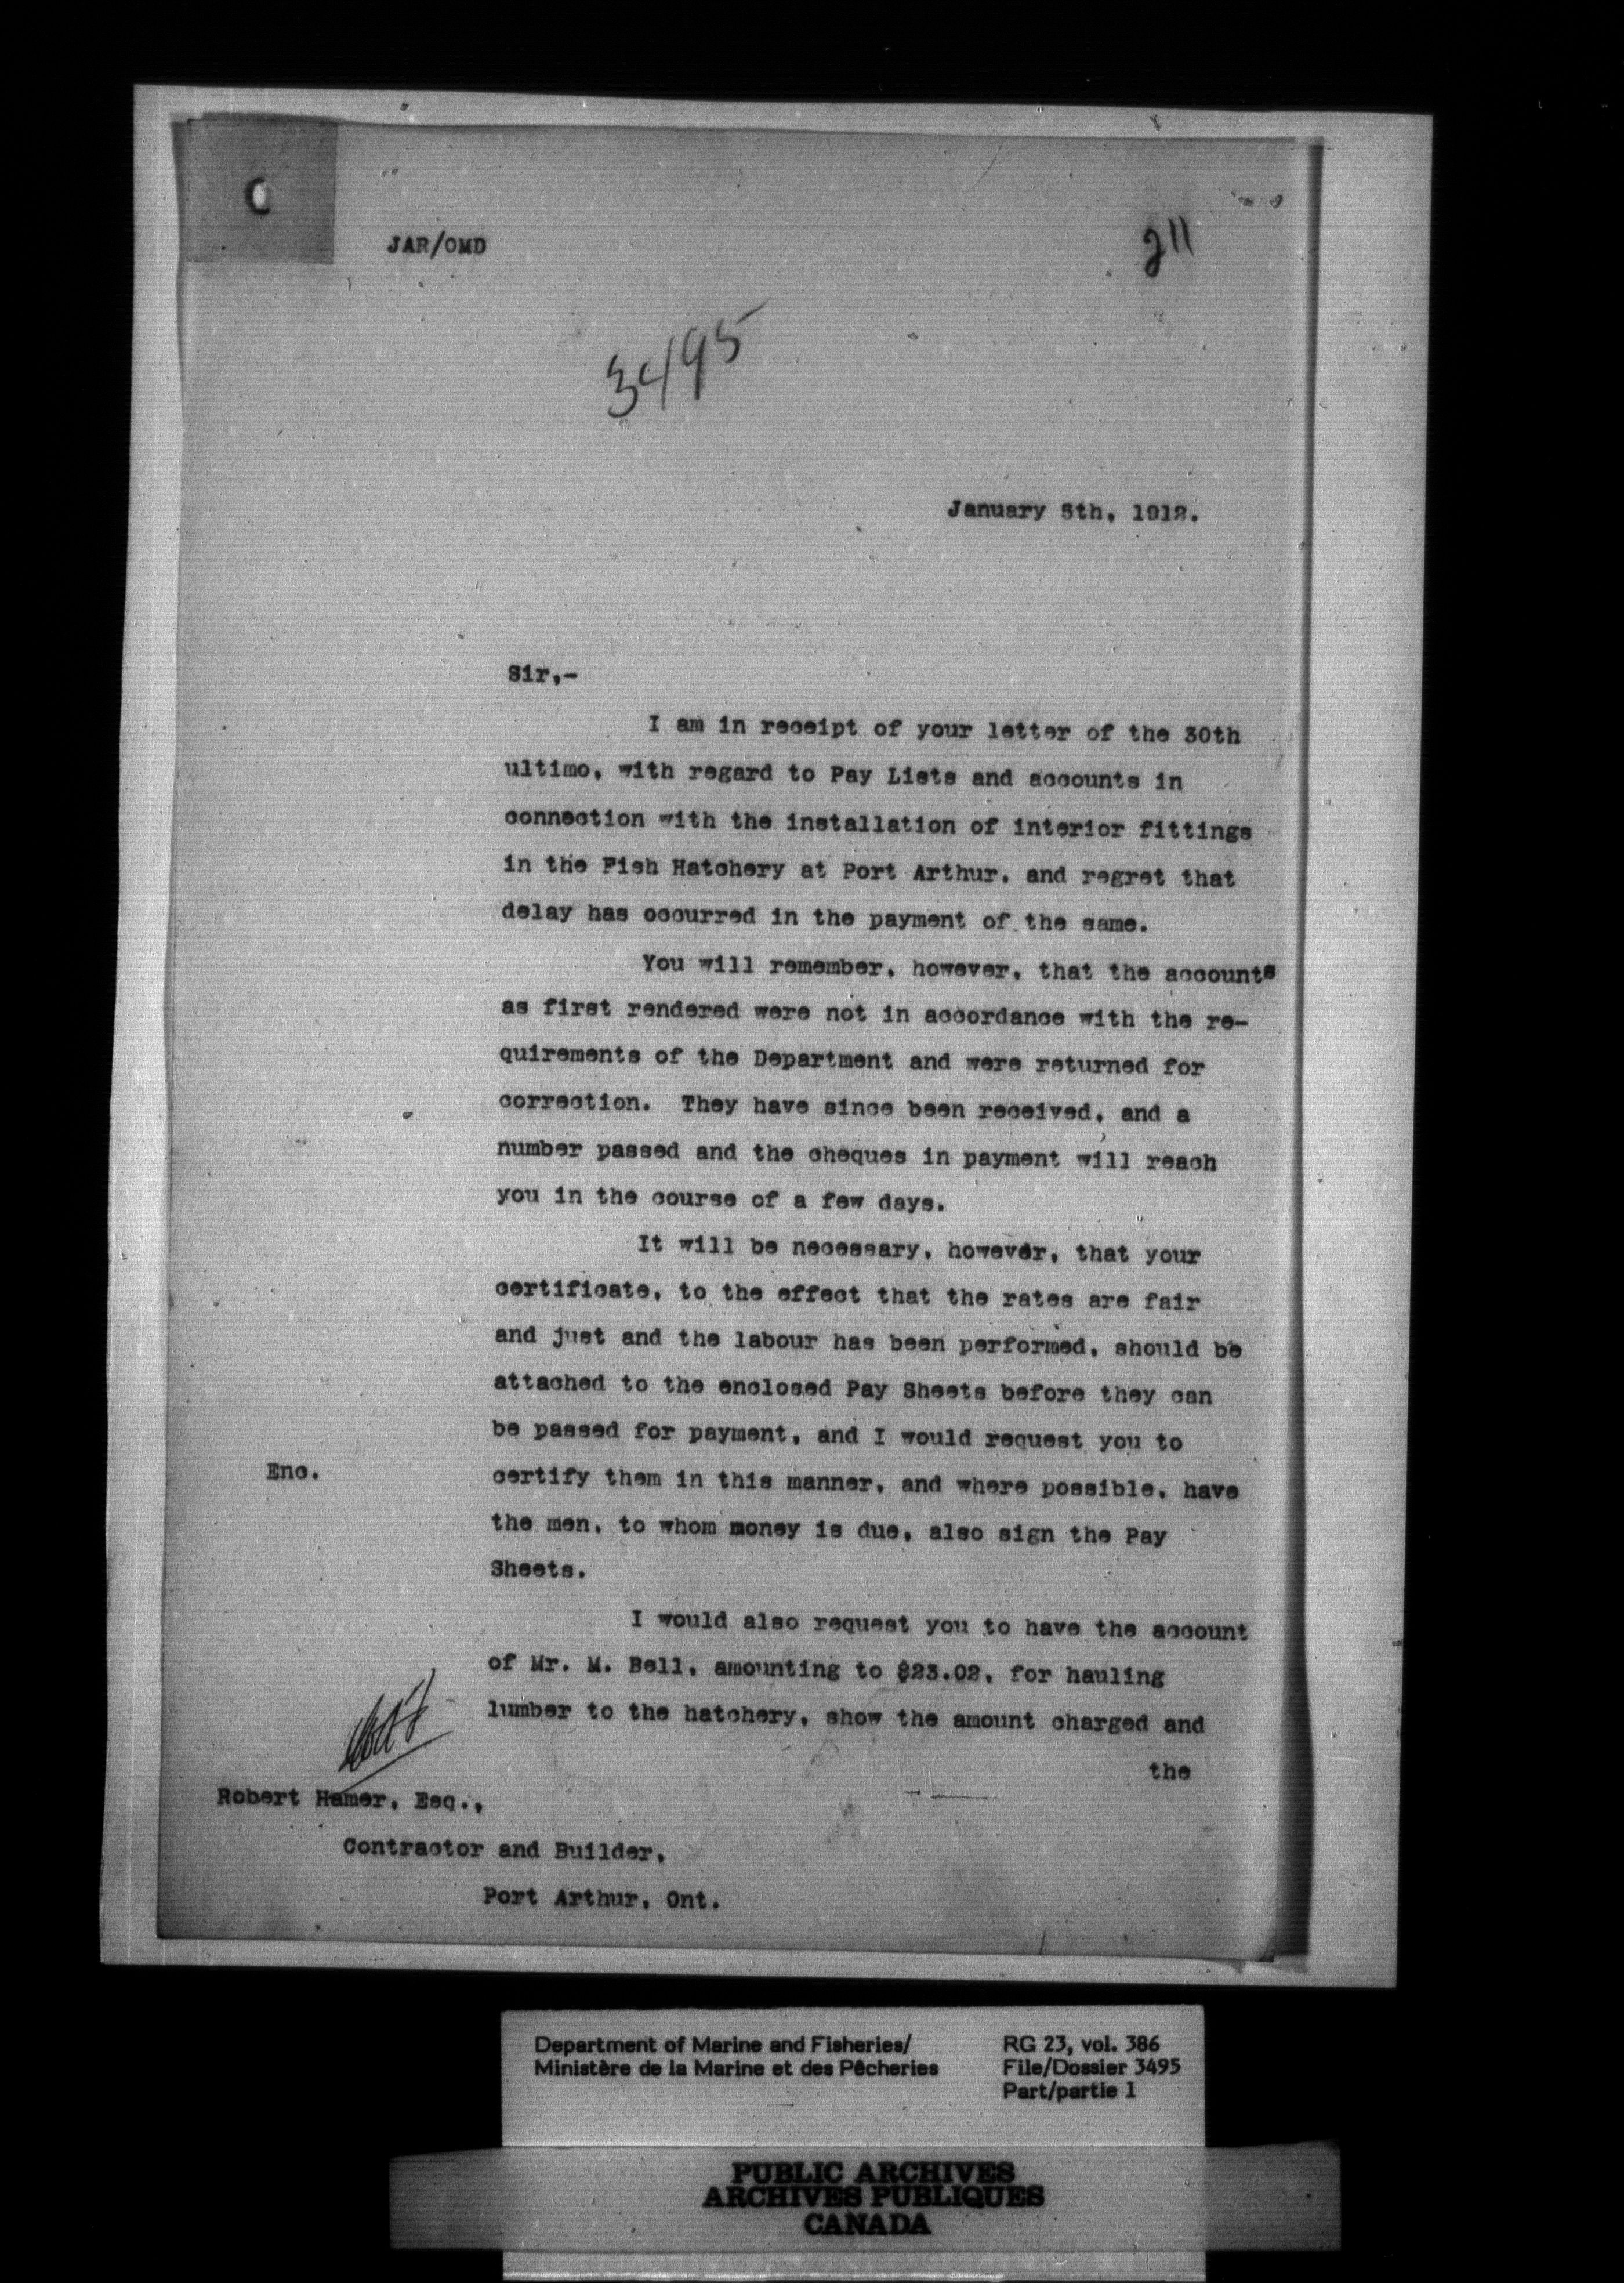 C
JAR/OMD
211
3495
January 5th, 1912.
Sir,-
I am in receipt of your letter of the 30th
ultimo, with regard to Pay Lists and accounts in
connection with the installation of interior fittings
in the Fish Hatchery at Port Arthur, and regret that
delay has occurred in the payment of the same.
You will remember, however, that the accounts
as first rendered were not in accordance with the re-
quirements of the Department and were returned for
correction. They have since been received, and a
number passed and the cheques in payment will reach
you in the course of a few days.
It will be necessary, however, that your
certificate, to the effect that the rates are fair
and just and the labour has been performed, should be
attached to the enclosed Pay Sheets before they can
be passed for payment, and I would request you to
Enc.
certify them in this manner, and where possible, have
the men, to whom money is due, also sign the Pay
Sheets.
I would also request you to have the account
of Mr. M. Bell, amounting to $23.02, for hauling
lumber to the hatchery, show the amount charged and
the
Robert Hamer, Esq.,
Contractor and Builder,
Port Arthur, Ont.
Department of Marine and Fisheries/
Ministère de la Marine et des Pêcheries
RG 23, vol. 386
File/Dossier 3495
Part/partie 1
PUBLIC ARCHIVES
ARCHIVES PUBLIQUES
CANADA